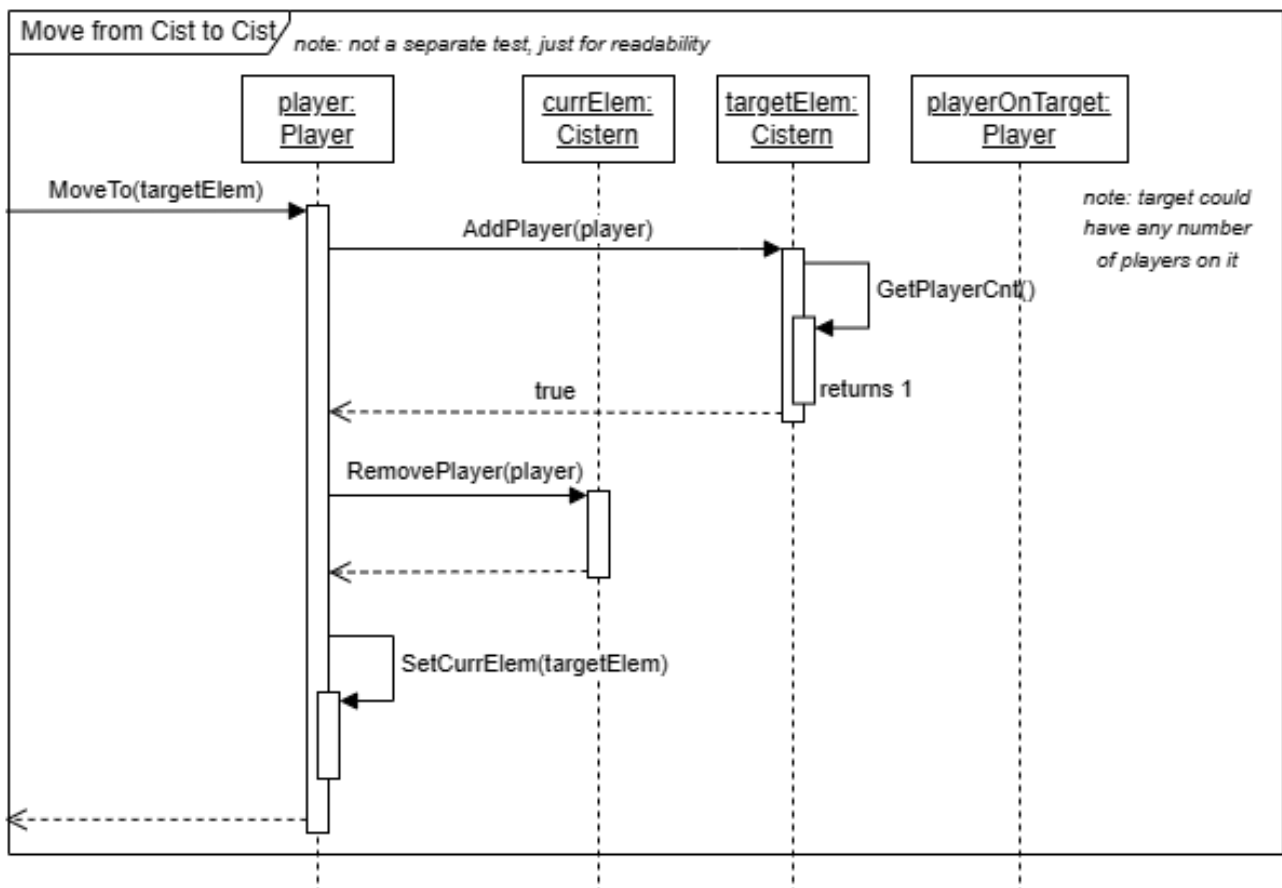 Move from Cist to Cist
note: not a separate test, just for readability
player:
Player
currElem:
Cistern
targetElem:
Cistern
playerOnTarget:
Player
MoveTo(targetElem)
note: target could
have any number
of players on it
AddPlayer(player)
GetPlayerCnt()
returns 1
true
RemovePlayer(player)
SetCurrElem(targetElem)